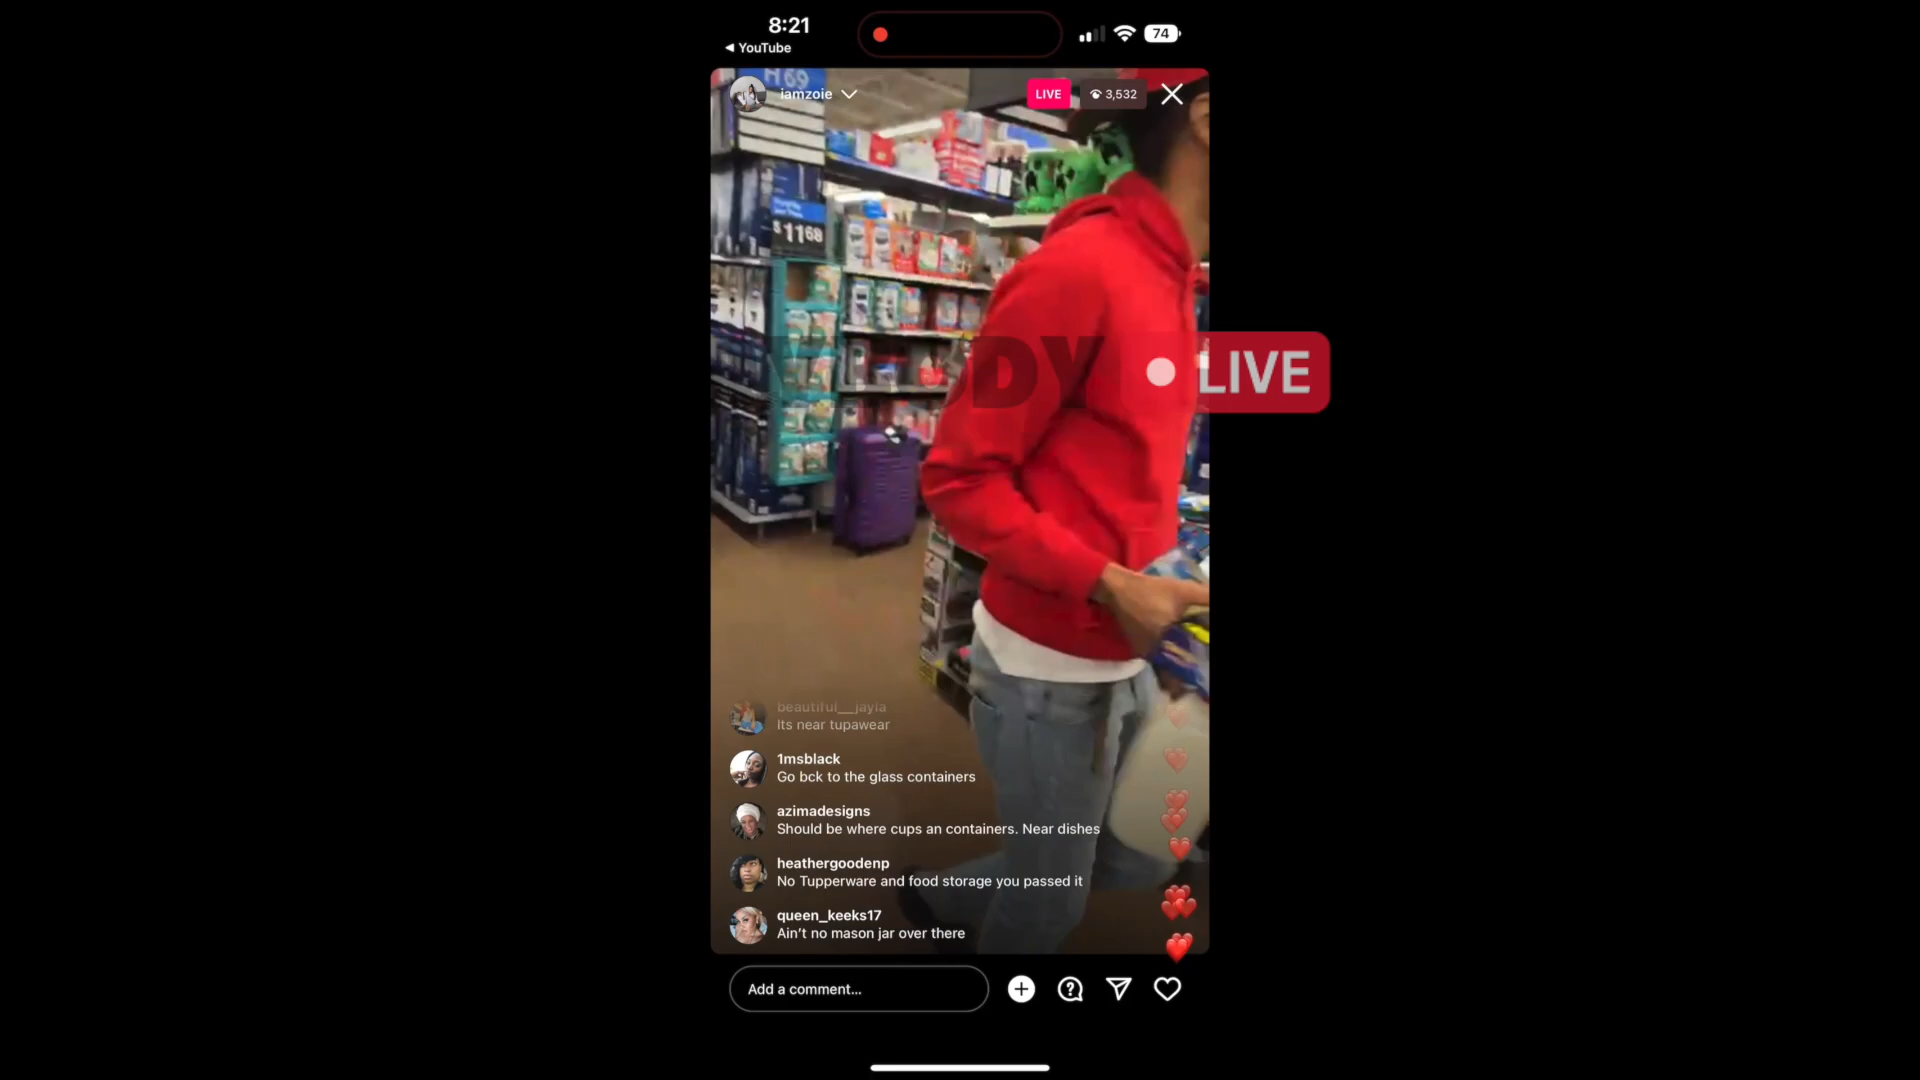 8:21
YouTube
74
H69
iamzoie
LIVE
3,532
$1168
LIVE
beautiful__jayla
Its near tupawear
1msblack
Go bck to the glass containers
azimadesigns
Should be where cups an containers. Near dishes
heathergoodenp
No Tupperware and food storage you passed it
queen_keeks17
Ain't no mason jar over there
Add a comment...